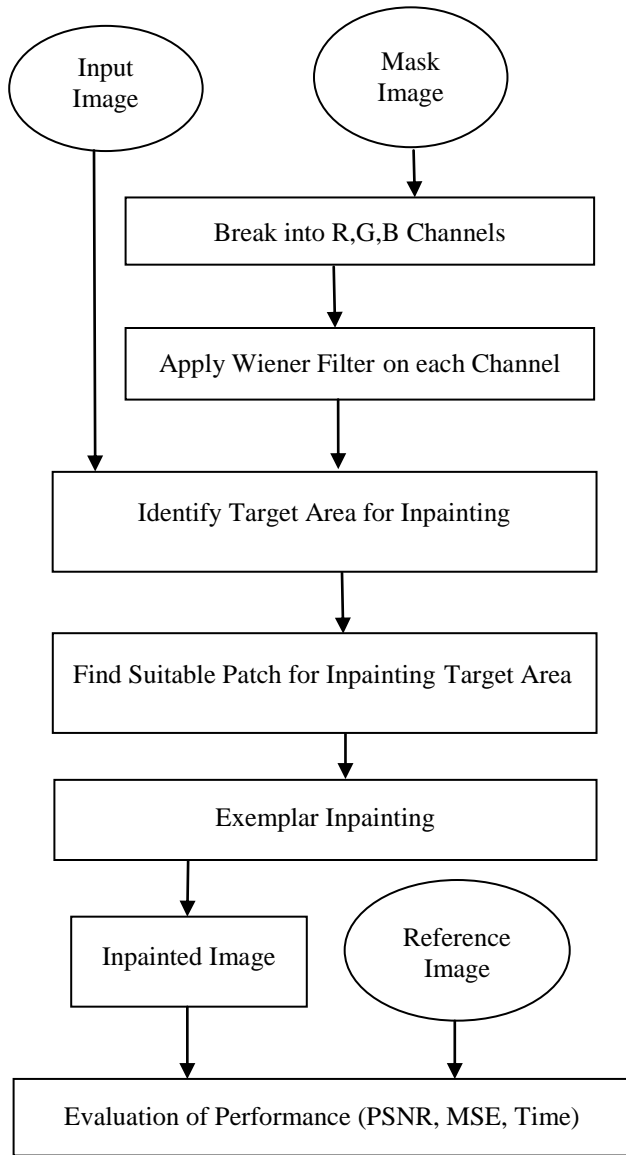 Input
Image
Mask
Image
Break into R,G,B Channels
Apply Wiener Filter on each Channel
Identify Target Area for Inpainting
Find Suitable Patch for Inpainting Target Area
Exemplar Inpainting
Inpainted Image
Reference
Image
Evaluation of Performance (PSNR, MSE, Time)